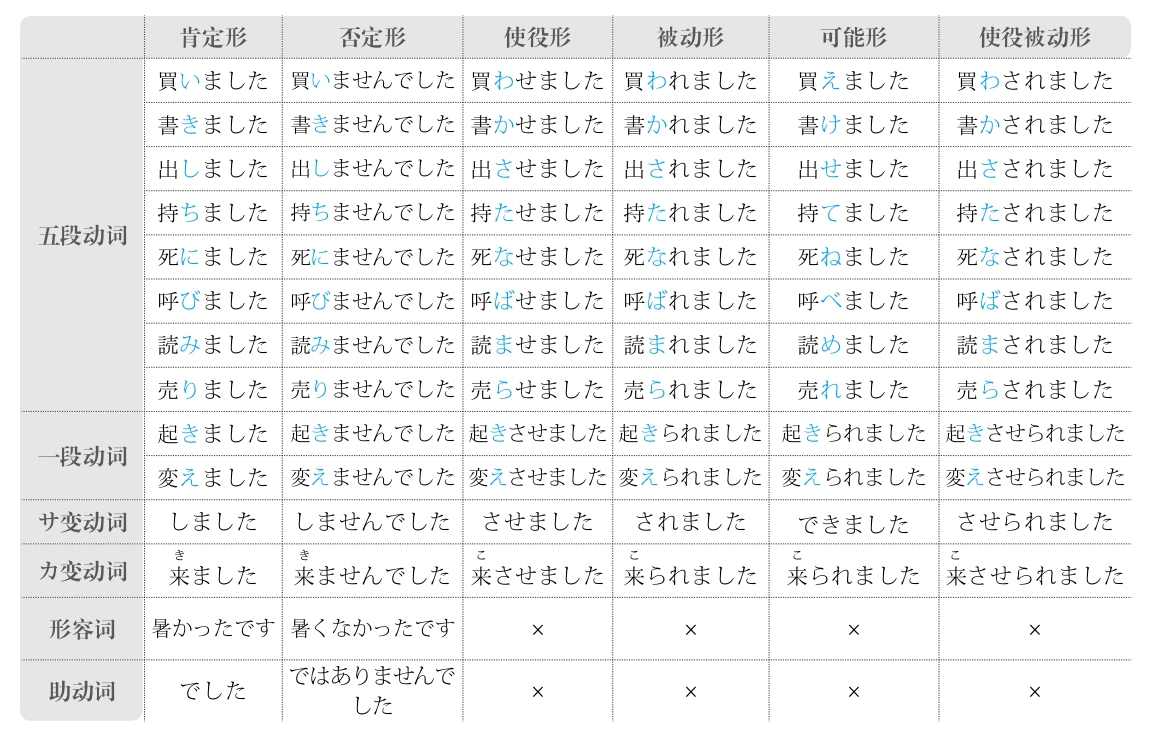 肯定形 否定形 使役形 被动形 可能形 使役被动形
買いました 買いませんでした 買わせました 買われました 買えました 買わされました
書きました 書きませんでした 書かせました 書かれました 書けました 書かされました
出しました 出しませんでした 出させました 出されました 出せました 出さされました
五段动词 持ちました 持ちませんでした 持たせました 持たれました 持てました 持たされました
死にました 死にませんでした 死なせました 死なれました 死ねました 死なされました
呼びました 呼びませんでした 呼ばせました 呼ばれました 呼べました 呼ばされました
読みました 読みませんでした 読ませました 読まれました 読めました 読まされました
売りました 売りませんでした 売らせました 売られました 売れました 売らされました
一段动词 起きました 起きませんでした 起きさせました 起きられました 起きられました 起きさせられました
変えました 変えませんでした 変えさせました 変えられました 変えられました 変えさせられました
サ变动词 しました しませんでした させました されました できました させられました
き き こ こ こ こ
カ变动词 来ました 来ませんでした 来させました 来られました 来られました 来させられました
形容词 暑かったです 暑くなかったです × × × ×
助动词 でした ではありませんで × × × ×
した